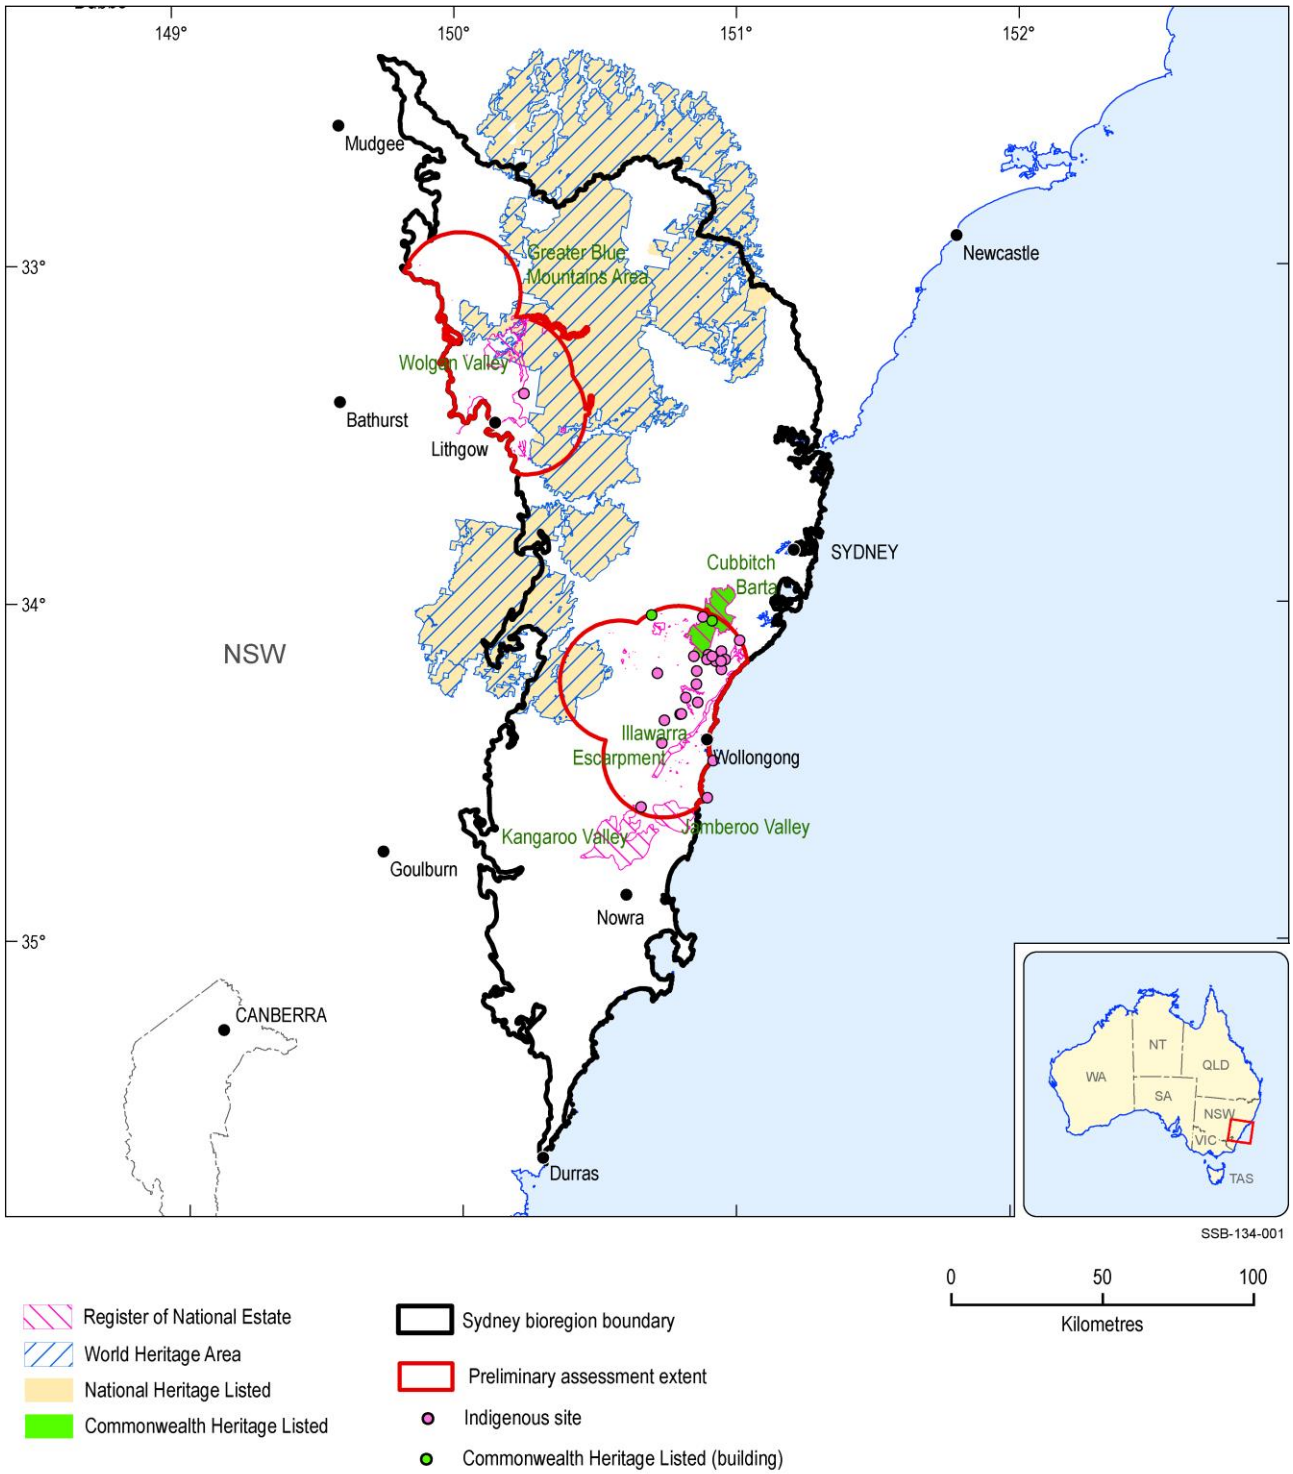 149°
150°
151°
152°
Mudgee
Newcastle
33°
Greater Blue
Mountains Area
Wolgan Valley
Bathurst
Lithgow
SYDNEY
Cubbitch
Barta
34°
NSW
Illawarra
Escarpment
Wollongong
Kangaroo Valley
Jamberoo Valley
Goulburn
Nowra
35°
CANBERRA
Durras
NT
QLD
WA
SA
NSW
VIC
TAS
SSB-134-001
0 50 100
Kilometres
Register of National Estate
World Heritage Area
National Heritage Listed
Commonwealth Heritage Listed
Sydney bioregion boundary
Preliminary assessment extent
Indigenous site
Commonwealth Heritage Listed (building)